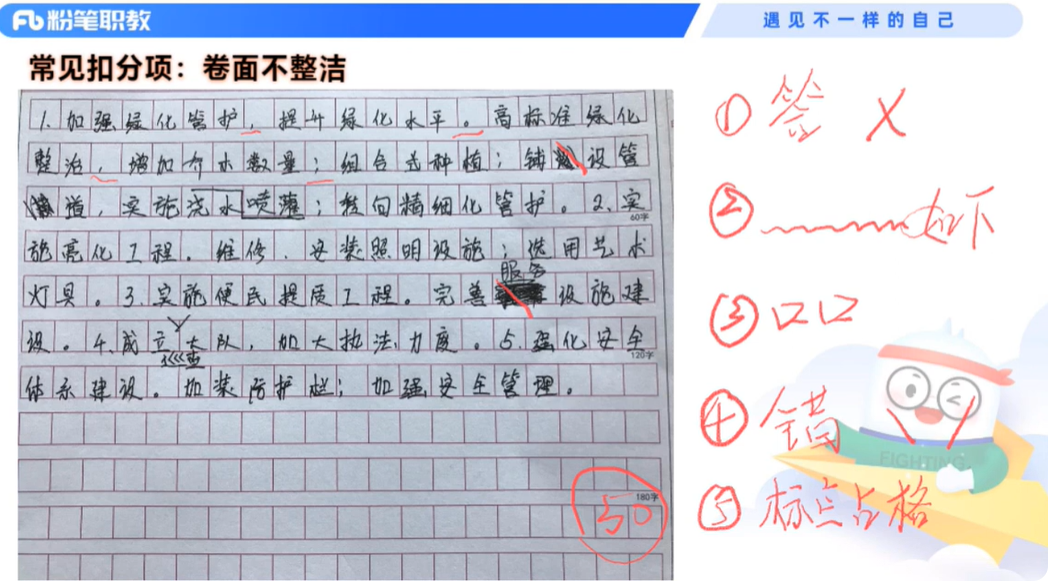 粉笔职教
遇见不一样的自己
常见扣分项：卷面不整洁
1.加强绿化管护，提升绿化水平。高标准绿化
整治，增加乔木数量；组合式种植；铺设管
道，实施浇水喷灌；转向精细化管护。2.实
60字
施亮化工程。维修、安装照明设施；选用艺术
服务
灯具。3.实施便民提质工程。完善设施建
设。4.成立大队，加大执法力度。5.强化安全
巡查
120字
体系建设。加装防护栏；加强安全管理。
180字
50
①签 X
②如下
③口口
④错
⑤标点占格
FIGHTING